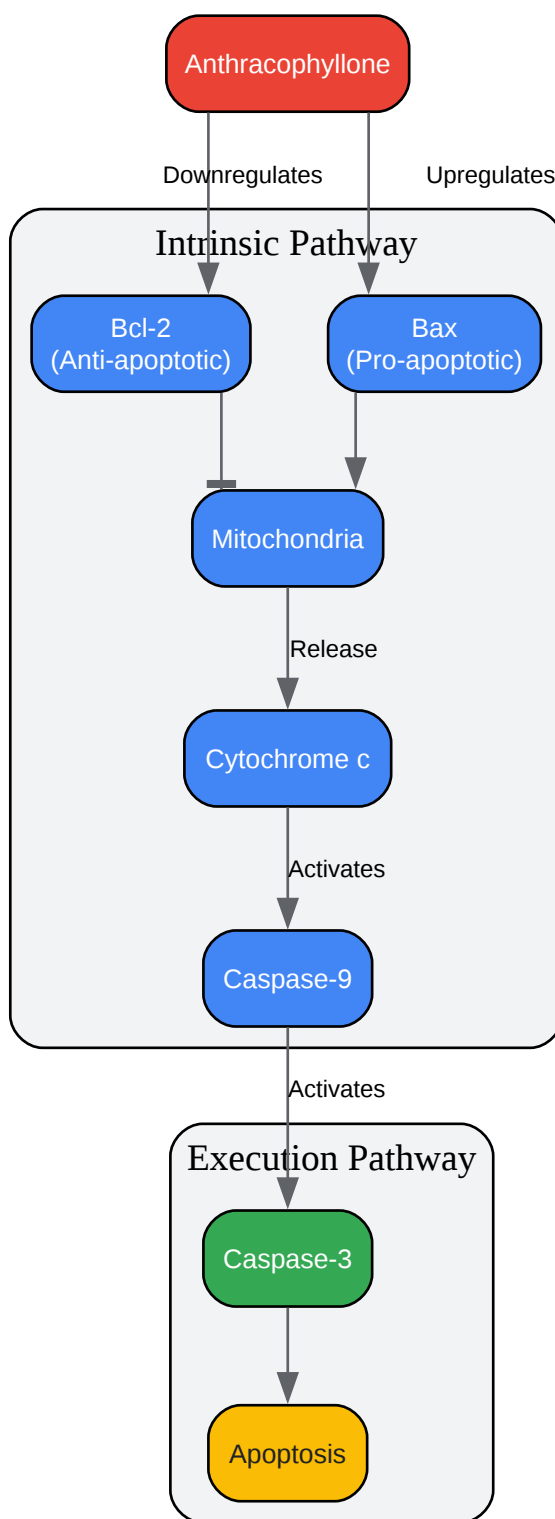 Anthracophyllone
Downregulates
Upregulates
Intrinsic Pathway
Bcl-2
(Anti-apoptotic)
Bax
(Pro-apoptotic)
Mitochondria
Release
Cytochrome c
Activates
Caspase-9
Activates
Execution Pathway
Caspase-3
Apoptosis